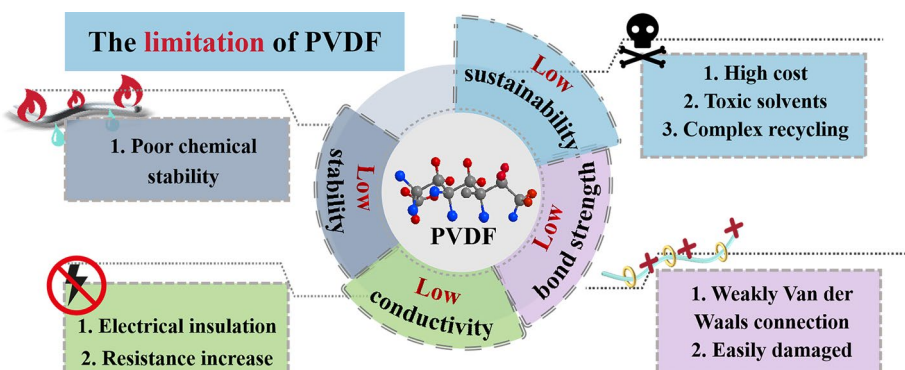 The limitation of PVDF
1. Poor chemical
stability
Low
sustainability
1. High cost
2. Toxic solvents
3. Complex recycling
Low
stability
PVDF
Low
bond strength
Low
conductivity
1. Electrical insulation
2. Resistance increase
1. Weakly Van der
Waals connection
2. Easily damaged